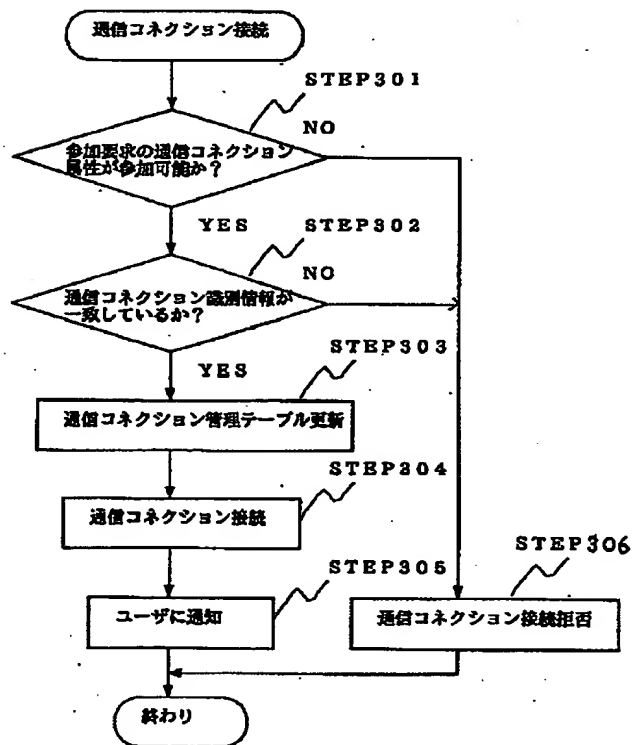 通信コネクション接続
STEP301
NO
参加要求の通信コネクション
属性が参加可能か？
YES
STEP302
NO
通信コネクション識別情報が
一致しているか？
YES
STEP303
通信コネクション管理テーブル更新
STEP304
通信コネクション接続
STEP305
STEP306
ユーザに通知
通信コネクション接続拒否
終わり